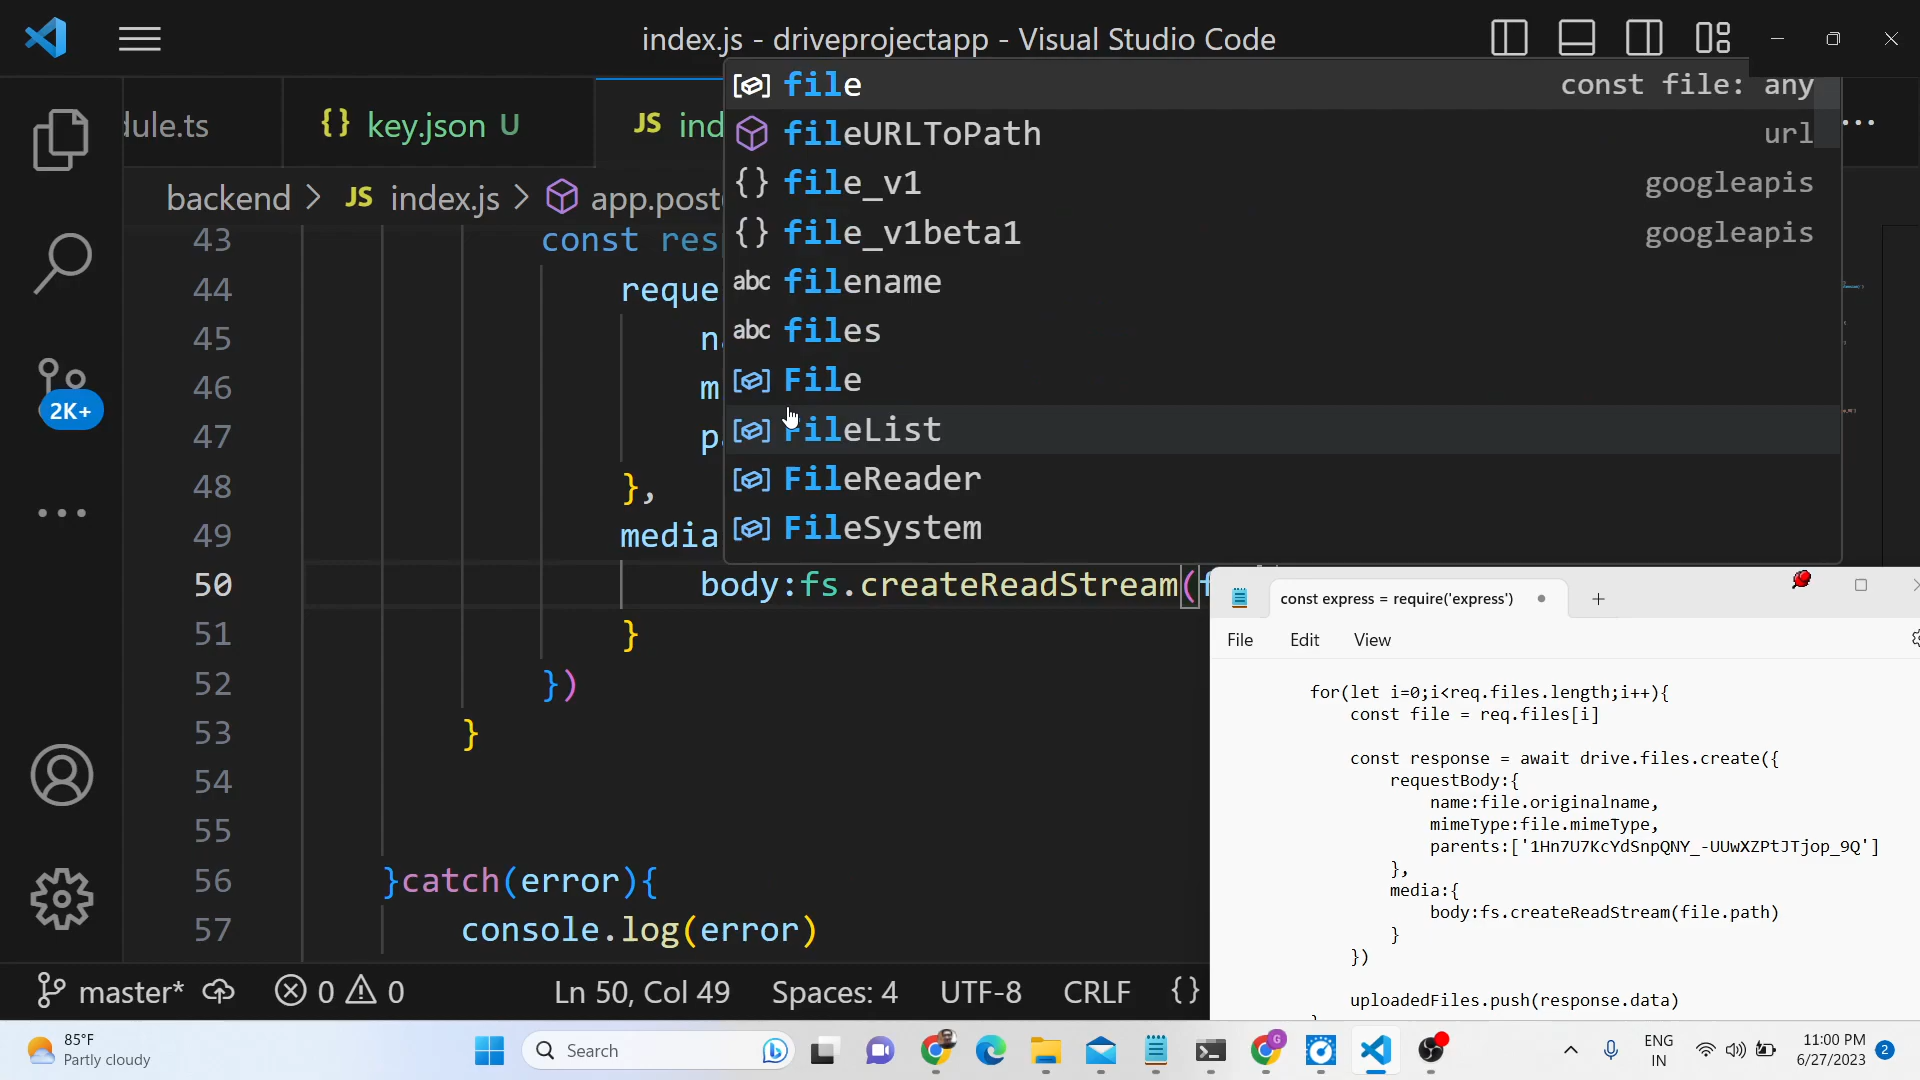 index.js - driveprojectapp - Visual Studio Code
dule.ts
{} key.json U
JS ind
backend > JS index.js > app.post
file const file: any
fileURLToPath url
{} file_v1 googleapis
{} file_v1beta1 googleapis
abc filename
abc files
File
FileList
FileReader
FileSystem
43 const res
44 reque
45 na
46 m
47 pa
48 },
49 media
50 body:fs.createReadStream(f
51 }
52 })
53 }
54
55
56 }catch(error){
57 console.log(error)
2K+
master* 0 0 Ln 50, Col 49 Spaces: 4 UTF-8 CRLF {}
const express = require('express')
File Edit View
for(let i=0;i<req.files.length;i++){
const file = req.files[i]
const response = await drive.files.create({
requestBody:{
name:file.originalname,
mimeType:file.mimeType,
parents:['1Hn7U7KcYdSnpQNY_-UUwXZPtJTjop_9Q']
},
media:{
body:fs.createReadStream(file.path)
}
})
uploadedFiles.push(response.data)
85°F
Partly cloudy
Search
G
ENG
IN
11:00 PM
6/27/2023
2